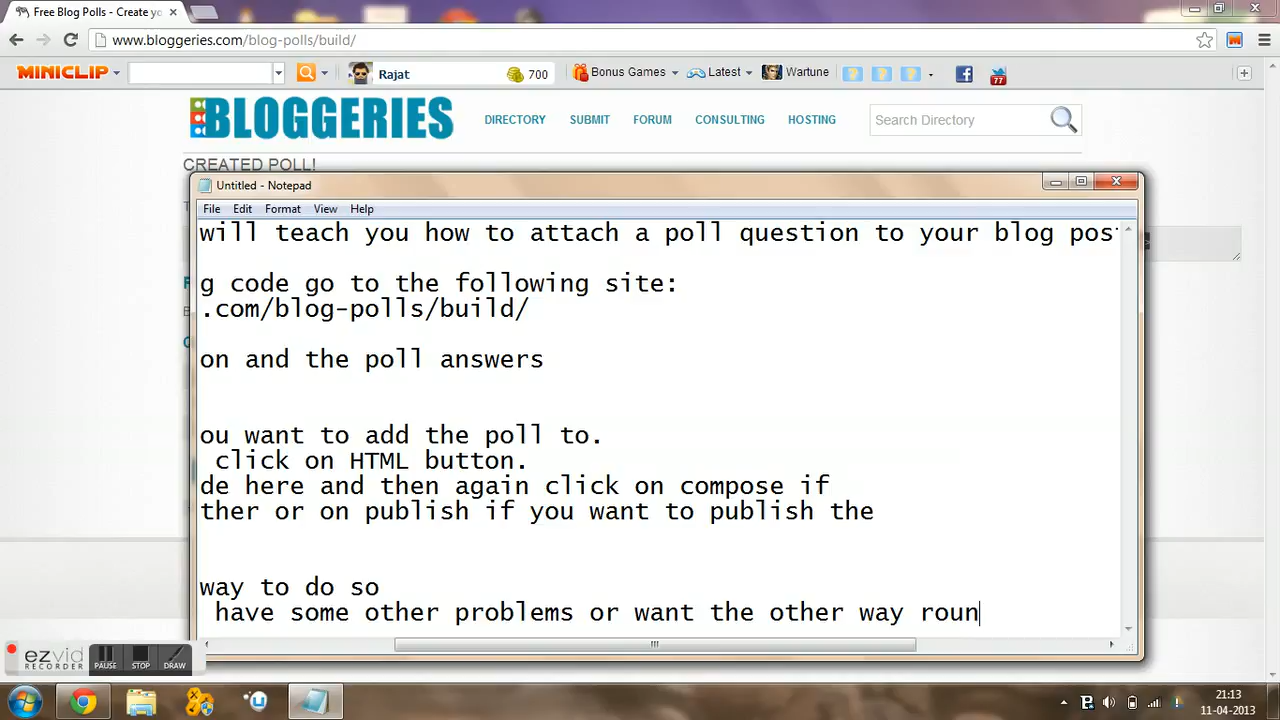 Free Blog Polls - Create yo
www.bloggeries.com/blog-polls/build/
MINICLIP
Rajat
700
Bonus Games
Latest
Wartune
77
BLOGGERIES
DIRECTORY
SUBMIT
FORUM
CONSULTING
HOSTING
Search Directory
CREATED POLL!
Untitled - Notepad
File Edit Format View Help
will teach you how to attach a poll question to your blog pos
g code go to the following site:
.com/blog-polls/build/
on and the poll answers
ou want to add the poll to.
click on HTML button.
de here and then again click on compose if
ther or on publish if you want to publish the
way to do so
have some other problems or want the other way roun
ezvid
RECORDER
PAUSE
STOP
DRAW
21:13
11-04-2013